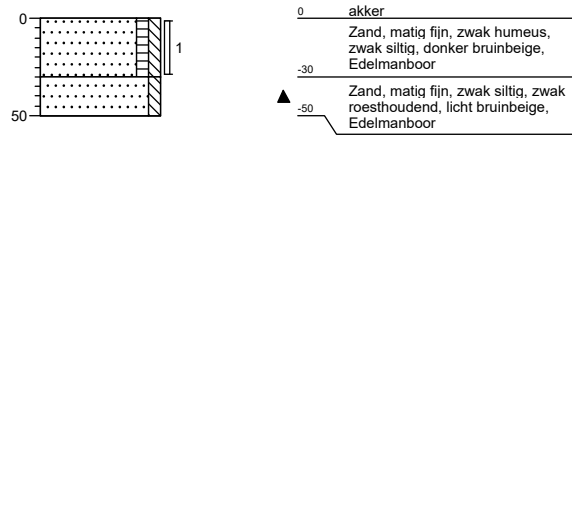 0
50
1
0
akker
Zand, matig fijn, zwak humeus,
zwak siltig, donker bruinbeige,
Edelmanboor
-30
Zand, matig fijn, zwak siltig, zwak
roesthoudend, licht bruinbeige,
Edelmanboor
-50